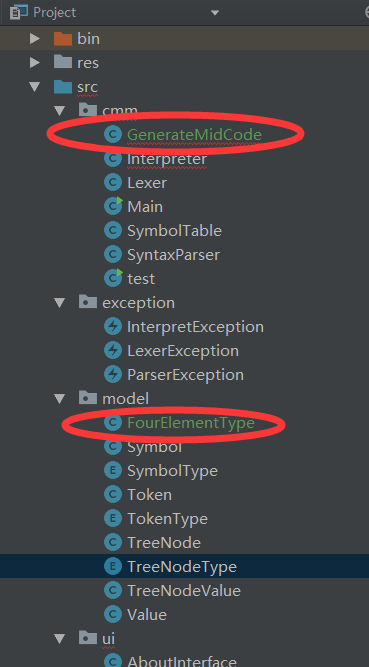 Project
bin
res
src
cmm
GenerateMidCode
Interpreter
Lexer
Main
SymbolTable
SyntaxParser
test
exception
InterpretException
LexerException
ParserException
model
FourElementType
Symbol
SymbolType
Token
TokenType
TreeNode
TreeNodeType
TreeNodeValue
Value
ui
AboutInterface